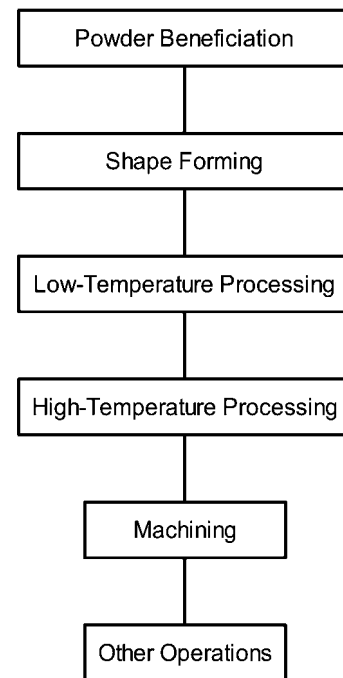 Powder Beneficiation
Shape Forming
Low-Temperature Processing
High-Temperature Processing
Machining
Other Operations